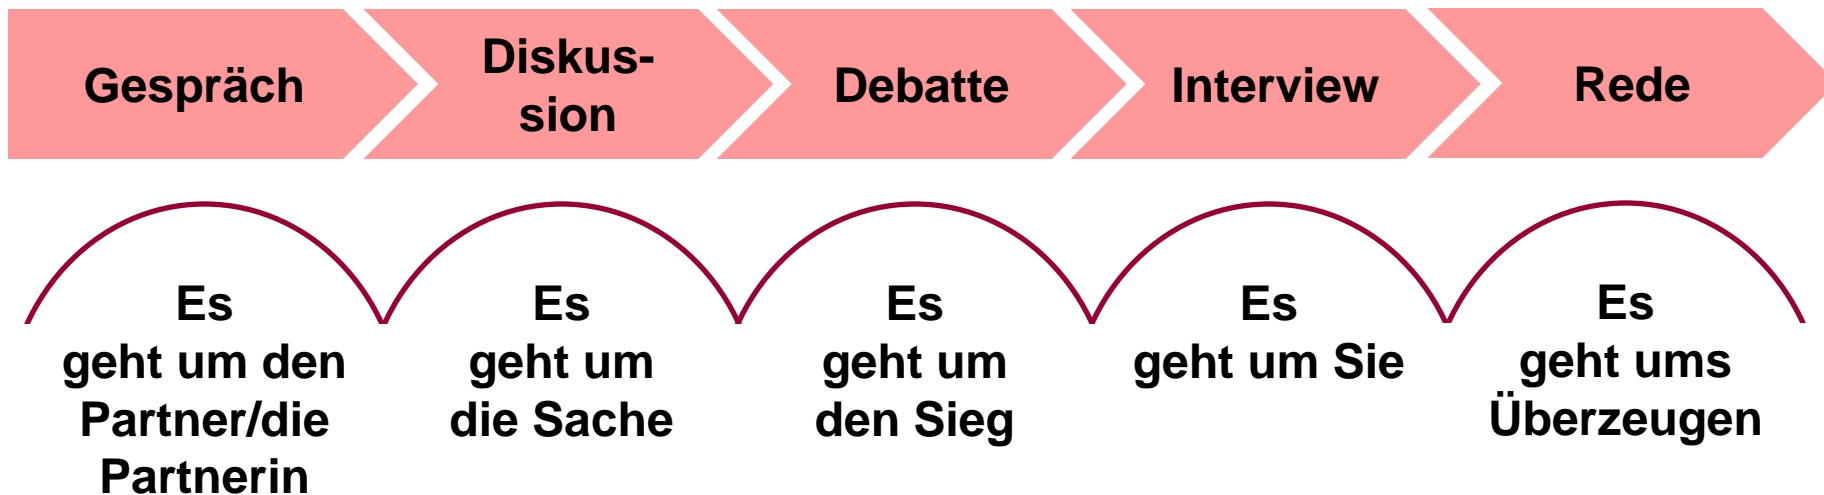 Gespräch
Diskus-
sion
Debatte
Interview
Rede
Es
geht um den
Partner/die
Partnerin
Es
geht um
die Sache
Es
geht um
den Sieg
Es
geht um Sie
Es
geht ums
Überzeugen